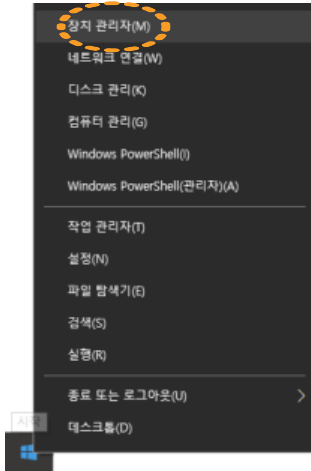 장치 관리자(M)
네트워크 연결(W)
디스크 관리(K)
컴퓨터 관리(G)
Windows PowerShell(I)
Windows PowerShell(관리자)(A)
작업 관리자(T)
설정(N)
파일 탐색기(E)
검색(S)
실행(R)
종료 또는 로그아웃(U)
데스크톱(D)
시작